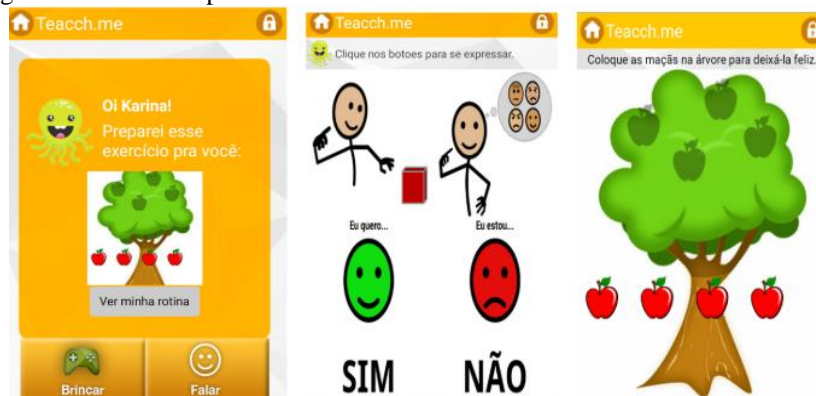 Teacch.me
Oi Karina!
Preparei esse
exercício pra você:
Ver minha rotina
Brincar
Falar
Teacch.me
Clique nos botoes para se expressar.
Eu quero...
Eu estou...
SIM
NÃO
Teacch.me
Coloque as maçãs na árvore para deixá-la feliz.